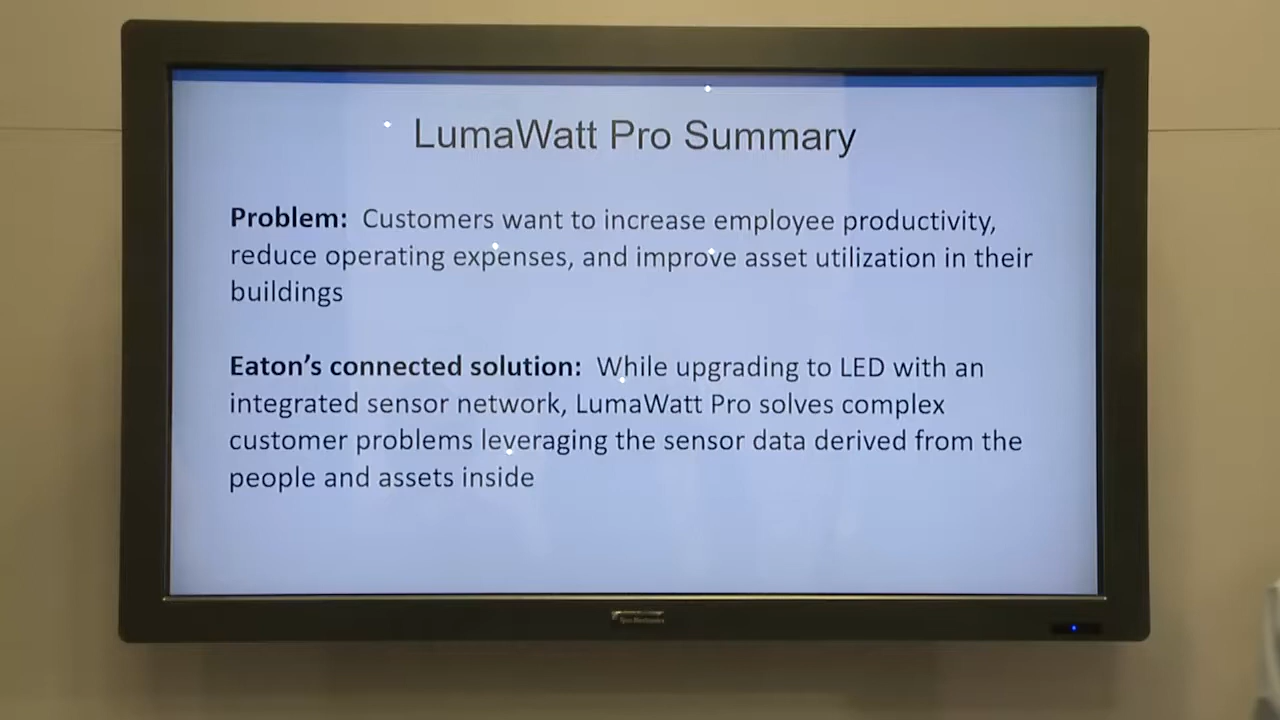 LumaWatt Pro Summary
Problem: Customers want to increase employee productivity,
reduce operating expenses, and improve asset utilization in their
buildings
Eaton's connected solution: While upgrading to LED with an
integrated sensor network, LumaWatt Pro solves complex
customer problems leveraging the sensor data derived from the
people and assets inside